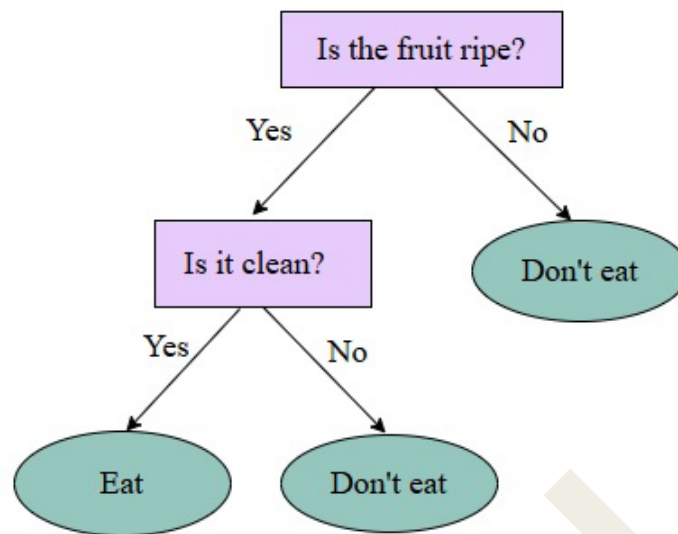 Is the fruit ripe?
Yes
No
Is it clean?
Don't eat
Yes
No
Eat
Don't eat